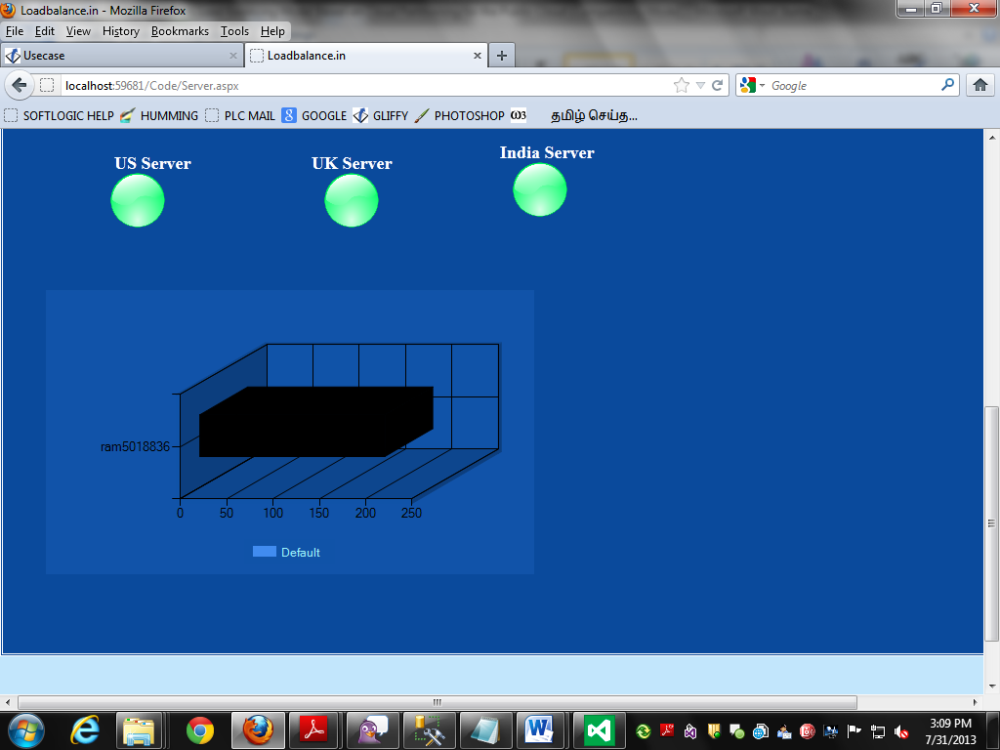 Loadbalance.in - Mozilla Firefox
File Edit View History Bookmarks Tools Help
Usecase
Loadbalance.in
localhost:59681/Code/Server.aspx
Google
SOFTLOGIC HELP HUMMING PLC MAIL GOOGLE GLIFFY PHOTOSHOP தமிழ் செய்த...
US Server UK Server India Server
ram5018836
0 50 100 150 200 250
Default
3:09 PM
7/31/2013